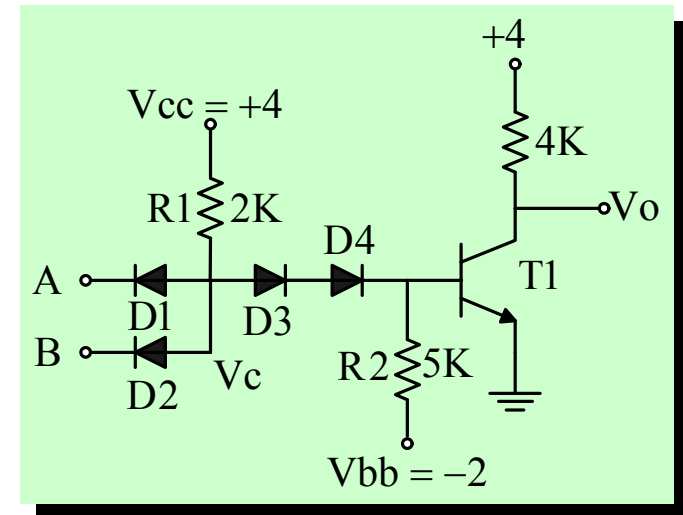 +4
Vcc = +4
4K
R1 2K
Vo
D4
A
T1
D1
D3
B
R2 5K
Vc
D2
Vbb = −2